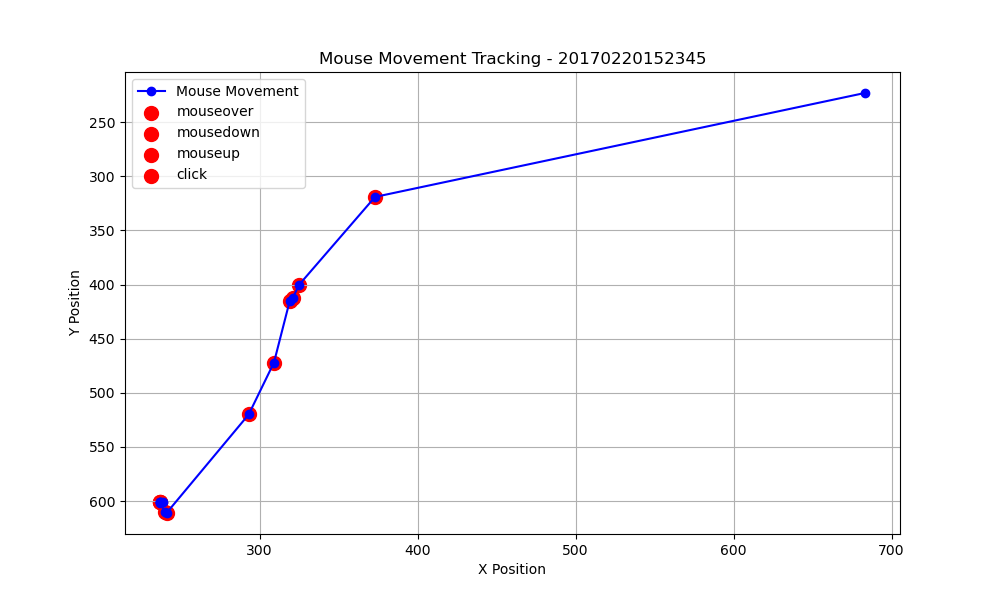 Mouse Movement Tracking - 20170220152345
Mouse Movement
mouseover
mousedown
mouseup
click
250
300
350
400
450
500
550
600
Y Position
300
400
500
600
700
X Position